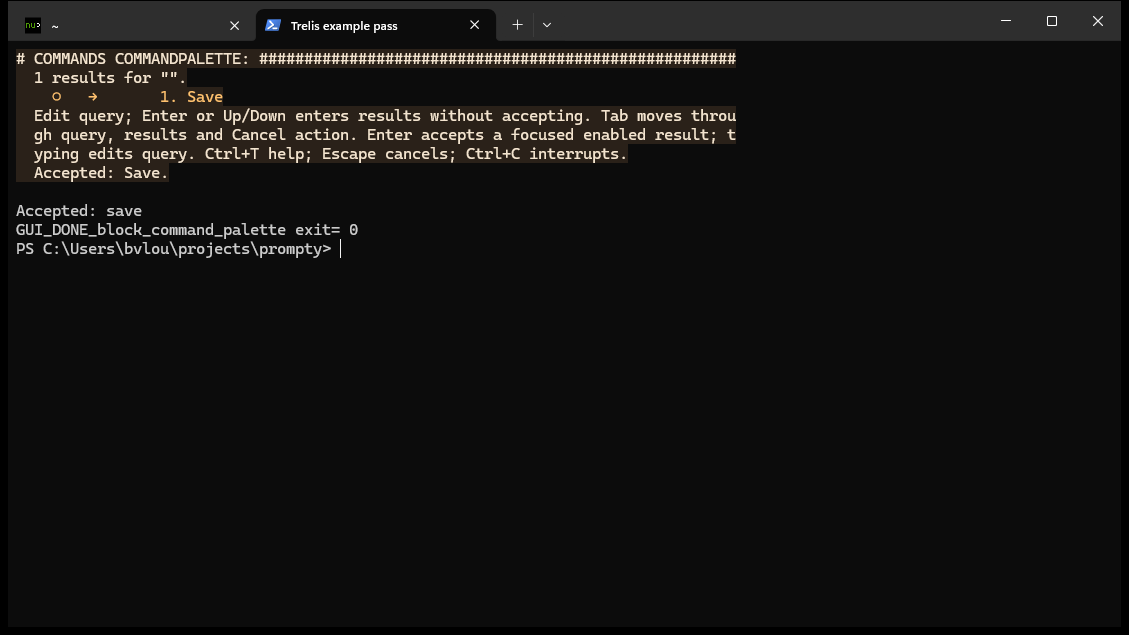 nu> ~
Trelis example pass
# COMMANDS COMMANDPALETTE: #####################################################
1 results for "".
○ → 1. Save
Edit query; Enter or Up/Down enters results without accepting. Tab moves throu
gh query, results and Cancel action. Enter accepts a focused enabled result; t
yping edits query. Ctrl+T help; Escape cancels; Ctrl+C interrupts.
Accepted: Save.
Accepted: save
GUI_DONE_block_command_palette exit= 0
PS C:\Users\bvlou\projects\prompty>